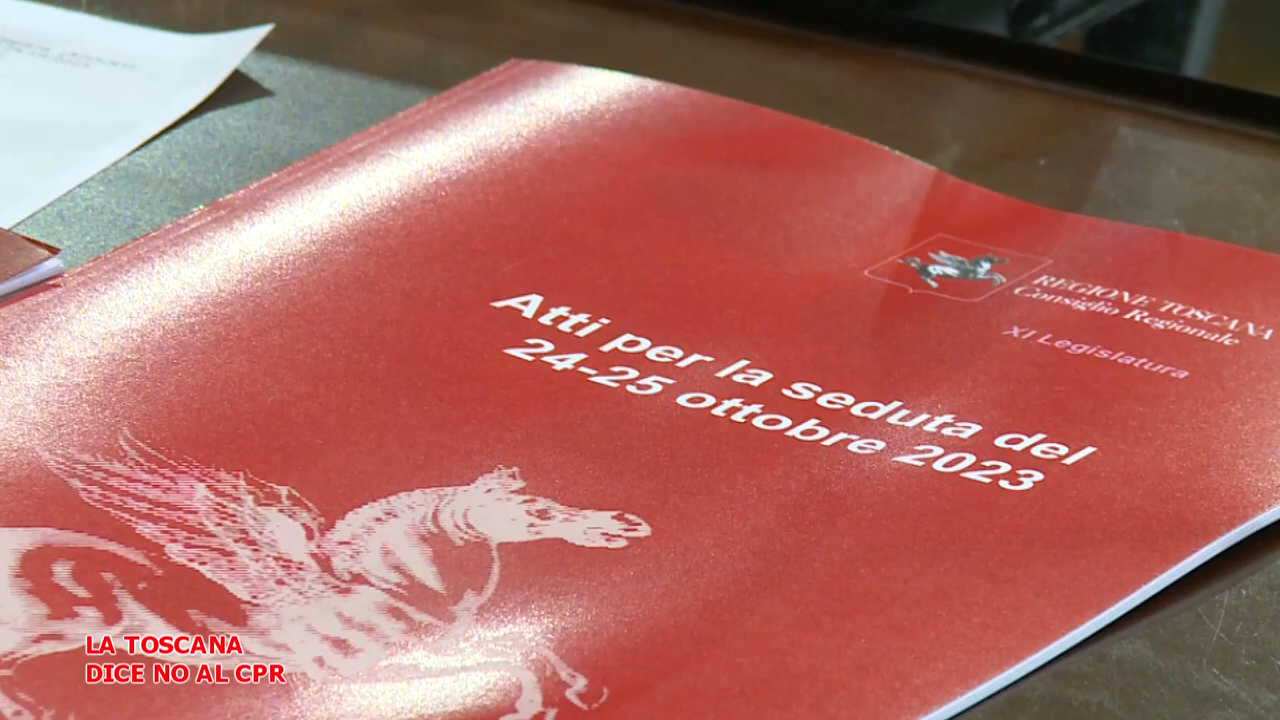 REGIONE TOSCANA
Consiglio Regionale
XI Legislatura
Atti per la seduta del
24-25 ottobre 2023
LA TOSCANA
DICE NO AL CPR